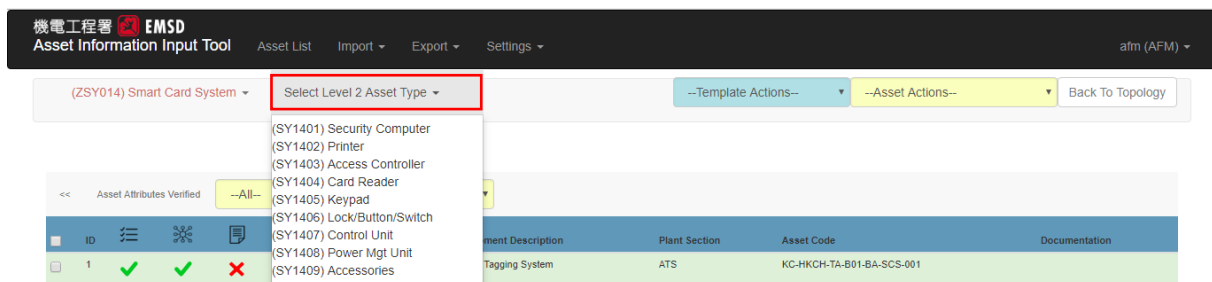 機電工程署 EMSD
Asset Information Input Tool Asset List Import Export Settings afm (AFM)
(ZSY014) Smart Card System Select Level 2 Asset Type --Template Actions-- --Asset Actions-- Back To Topology
(SY1401) Security Computer
(SY1402) Printer
(SY1403) Access Controller
(SY1404) Card Reader
(SY1405) Keypad
(SY1406) Lock/Button/Switch
(SY1407) Control Unit
(SY1408) Power Mgt Unit
(SY1409) Accessories
<< Asset Attributes Verified --All--
ID ment Description Plant Section Asset Code Documentation
1 Tagging System ATS KC-HKCH-TA-B01-BA-SCS-001